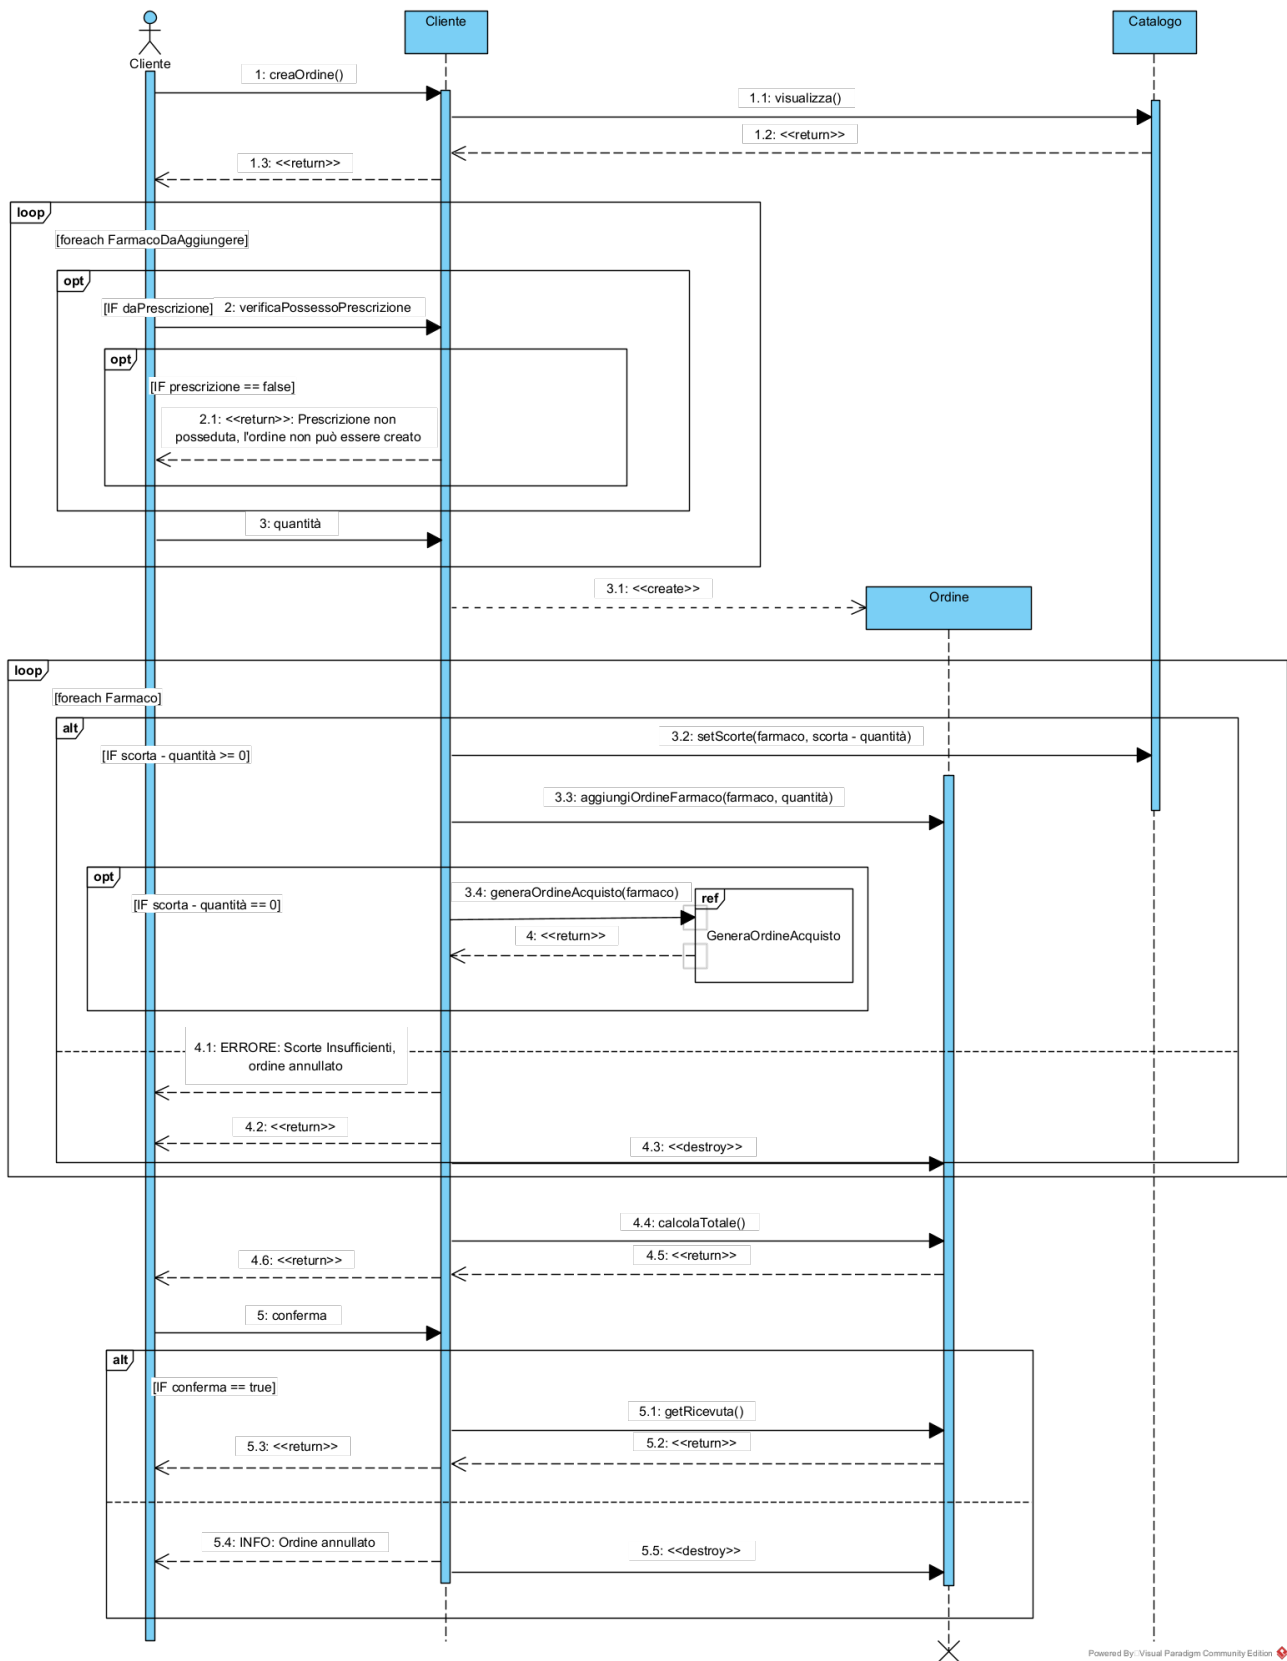 Cliente
Catalogo
Cliente
1: creaOrdine()
1.1: visualizza()
1.2: <<return>>
1.3: <<return>>
loop
[foreach FarmacoDaAggiungere]
opt
[IF daPrescrizione]
2: verificaPossessoPrescrizione
opt
[IF prescrizione == false]
2.1: <<return>>: Prescrizione non
posseduta, l'ordine non può essere creato
3: quantità
3.1: <<create>>
Ordine
loop
[foreach Farmaco]
alt
[IF scorta - quantità >= 0]
3.2: setScorte(farmaco, scorta - quantità)
3.3: aggiungiOrdineFarmaco(farmaco, quantità)
opt
[IF scorta - quantità == 0]
3.4: generaOrdineAcquisto(farmaco)
ref
GeneraOrdineAcquisto
4: <<return>>
4.1: ERRORE: Scorte Insufficienti,
ordine annullato
4.2: <<return>>
4.3: <<destroy>>
4.4: calcolaTotale()
4.5: <<return>>
4.6: <<return>>
5: conferma
alt
[IF conferma == true]
5.1: getRicevuta()
5.2: <<return>>
5.3: <<return>>
5.4: INFO: Ordine annullato
5.5: <<destroy>>
Powered By Visual Paradigm Community Edition